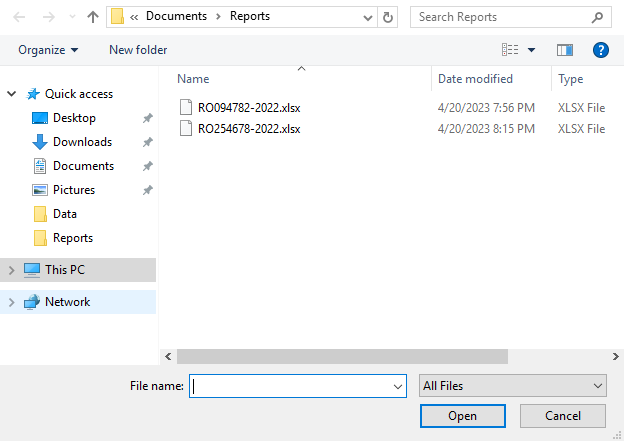 « Documents > Reports
Search Reports
Organize New folder
?
Name Date modified Type
Quick access
Desktop
Downloads
Documents
Pictures
Data
Reports
This PC
Network
RO094782-2022.xlsx 4/20/2023 7:56 PM XLSX File
RO254678-2022.xlsx 4/20/2023 8:15 PM XLSX File
File name: All Files
Open Cancel